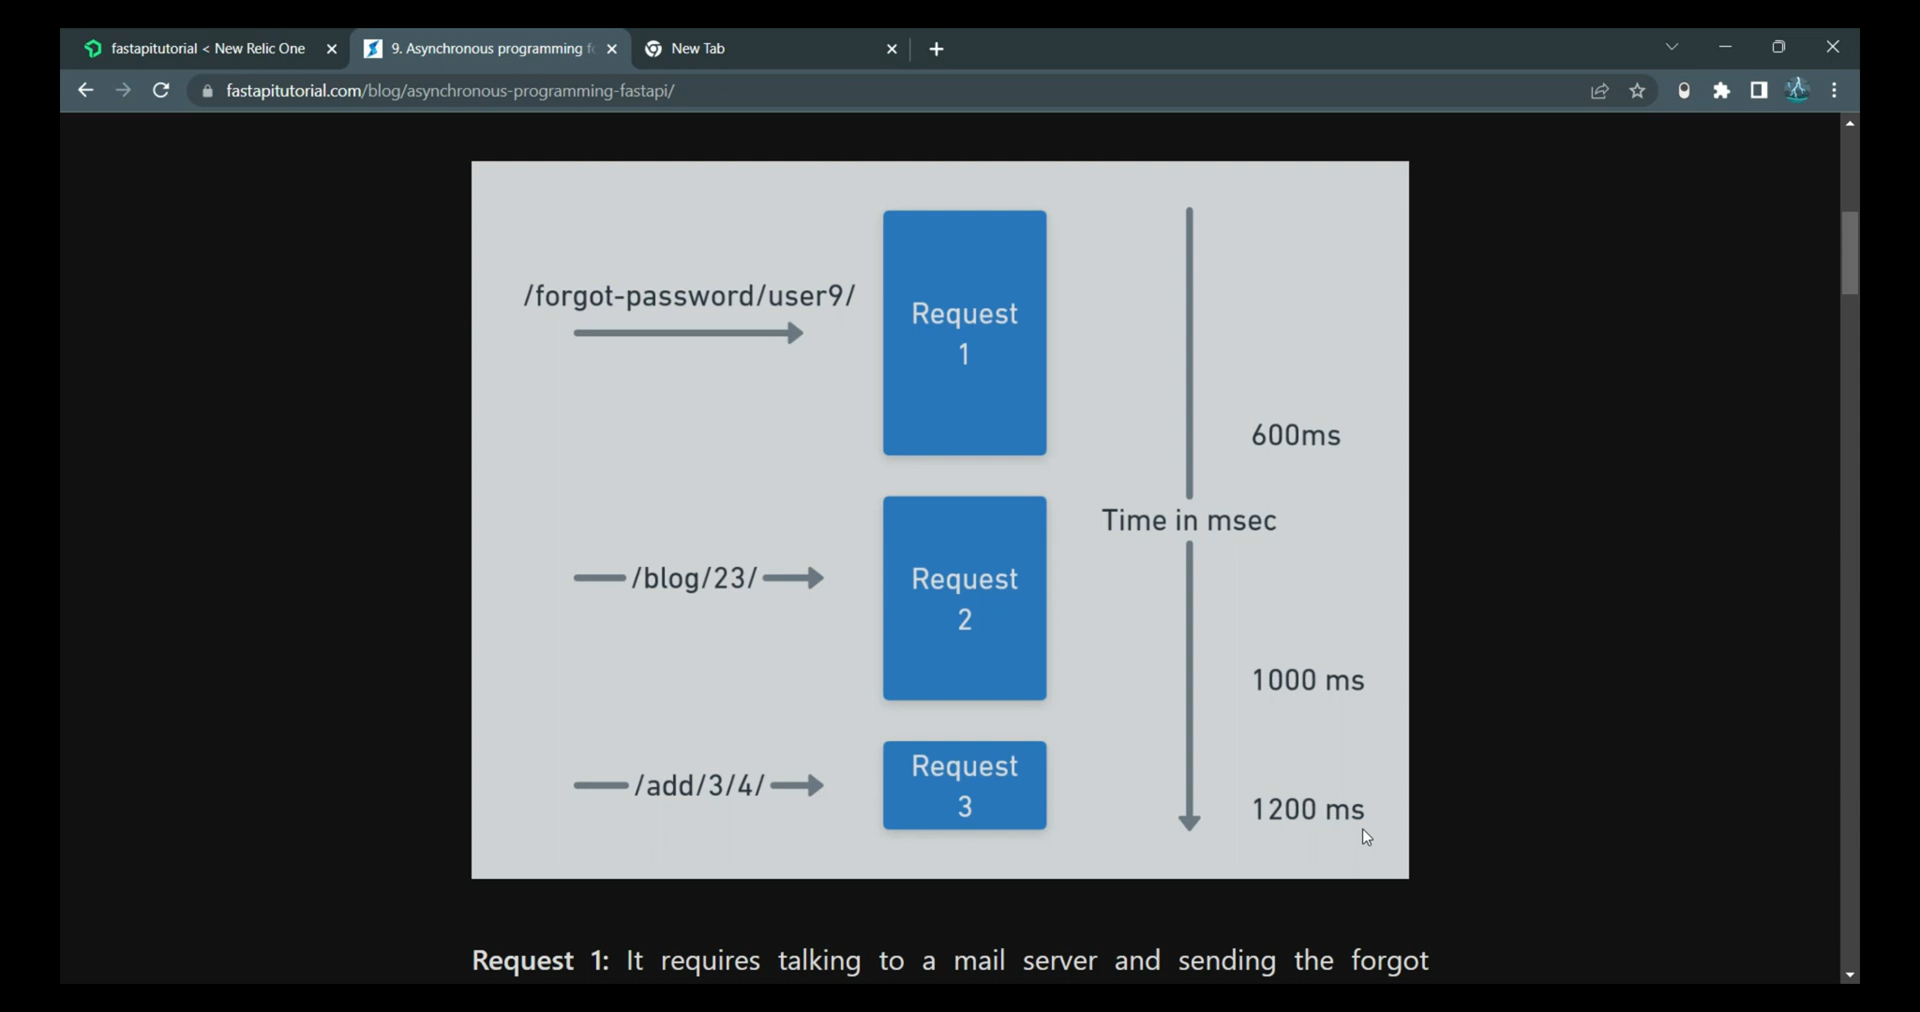 fastapitutorial < New Relic One
9. Asynchronous programming f
New Tab
fastapitutorial.com/blog/asynchronous-programming-fastapi/
/forgot-password/user9/
Request
1
600ms
Time in msec
/blog/23/
Request
2
1000 ms
/add/3/4/
Request
3
1200 ms
Request 1: It requires talking to a mail server and sending the forgot